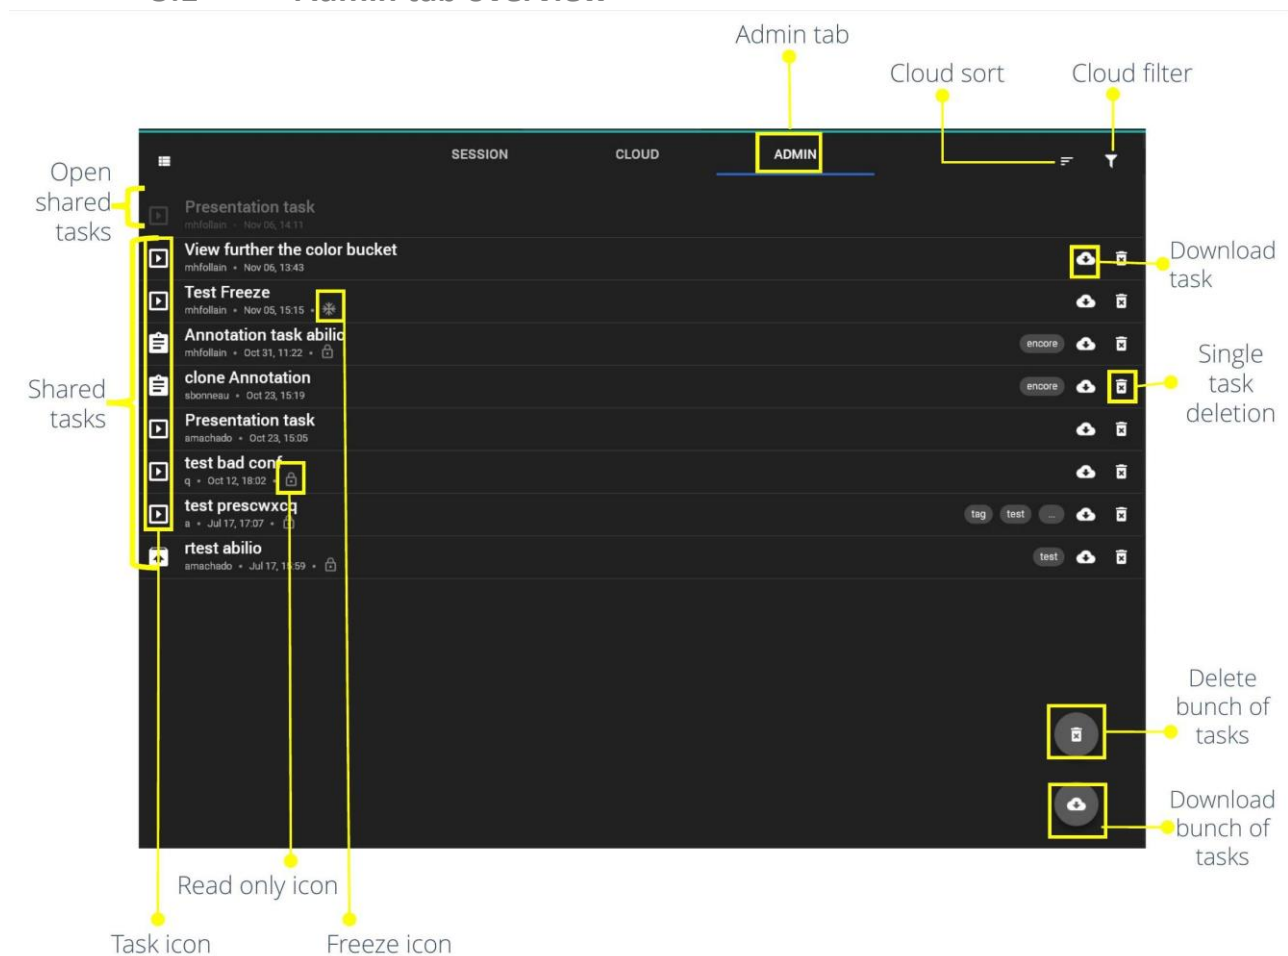 Admin tab overview
Admin tab
Cloud sort
Cloud filter
SESSION
CLOUD
ADMIN
Open
shared
tasks
Presentation task
mhfollain • Nov 06, 14:11
View further the color bucket
mhfollain • Nov 06, 13:43
Download
task
Test Freeze
mhfollain • Nov 05, 15:15 •
Annotation task abilio
mhfollain • Oct 31, 11:22 •
encore
Single
task
deletion
clone Annotation
sbonneau • Oct 23, 15:19
encore
Shared
tasks
Presentation task
amachado • Oct 23, 15:05
test bad conf
q • Oct 12, 18:02 •
test prescwxcq
a • Jul 17, 17:07 •
tag
test
...
rtest abilio
amachado • Jul 17, 15:59 •
test
Delete
bunch of
tasks
Download
bunch of
tasks
Read only icon
Task icon
Freeze icon